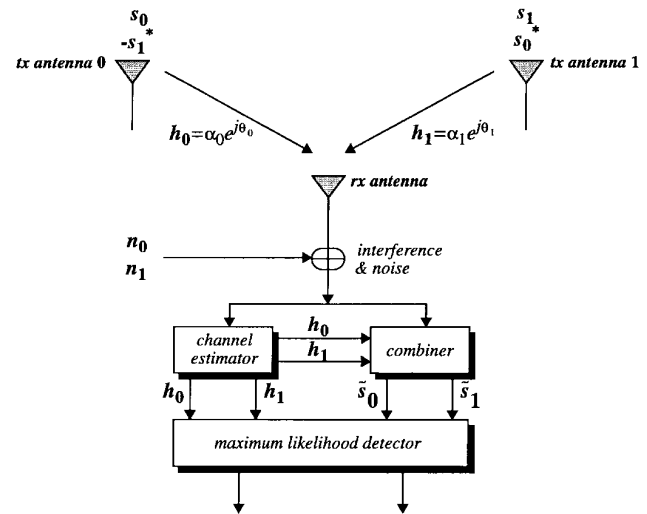 s₀
-s₁*
tx antenna 0
s₁
s₀*
tx antenna 1
h₀=α₀e^jθ₀
h₁=α₁e^jθ₁
rx antenna
n₀
n₁
interference
& noise
channel
estimator
h₀
h₁
combiner
h₀
h₁
s̃₀
s̃₁
maximum likelihood detector